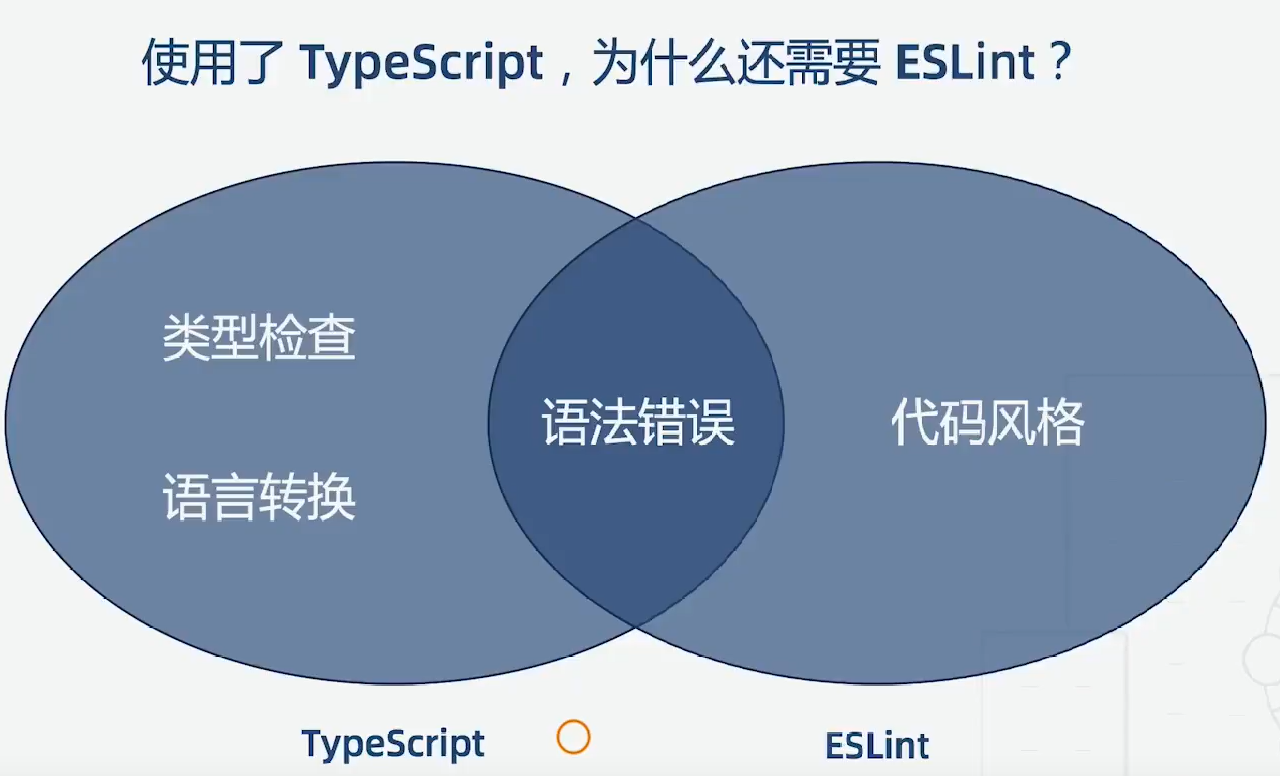 使用了 TypeScript，为什么还需要 ESLint？
类型检查
语言转换
语法错误
代码风格
TypeScript
ESLint